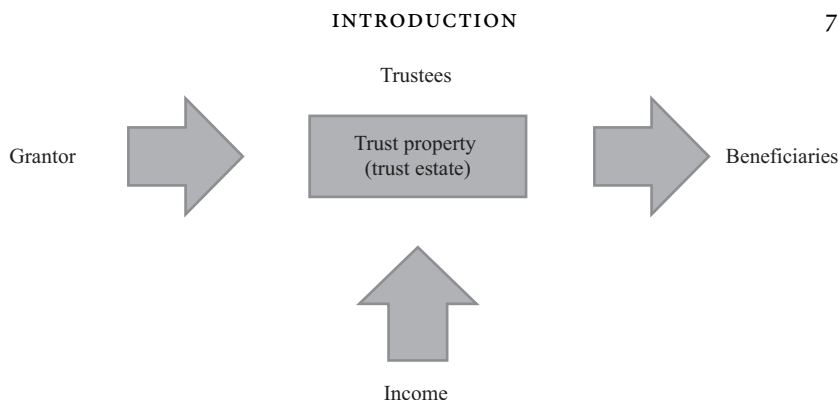 INTRODUCTION 7
Trustees
Grantor
Trust property
(trust estate)
Beneficiaries
Income